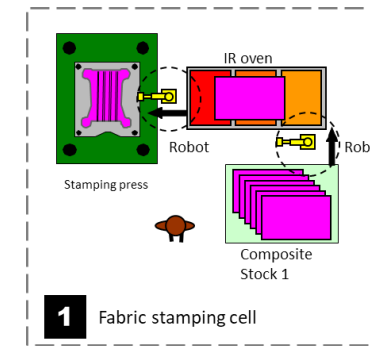 IR oven
Robot
Rob
Stamping press
Composite
Stock 1
1 Fabric stamping cell